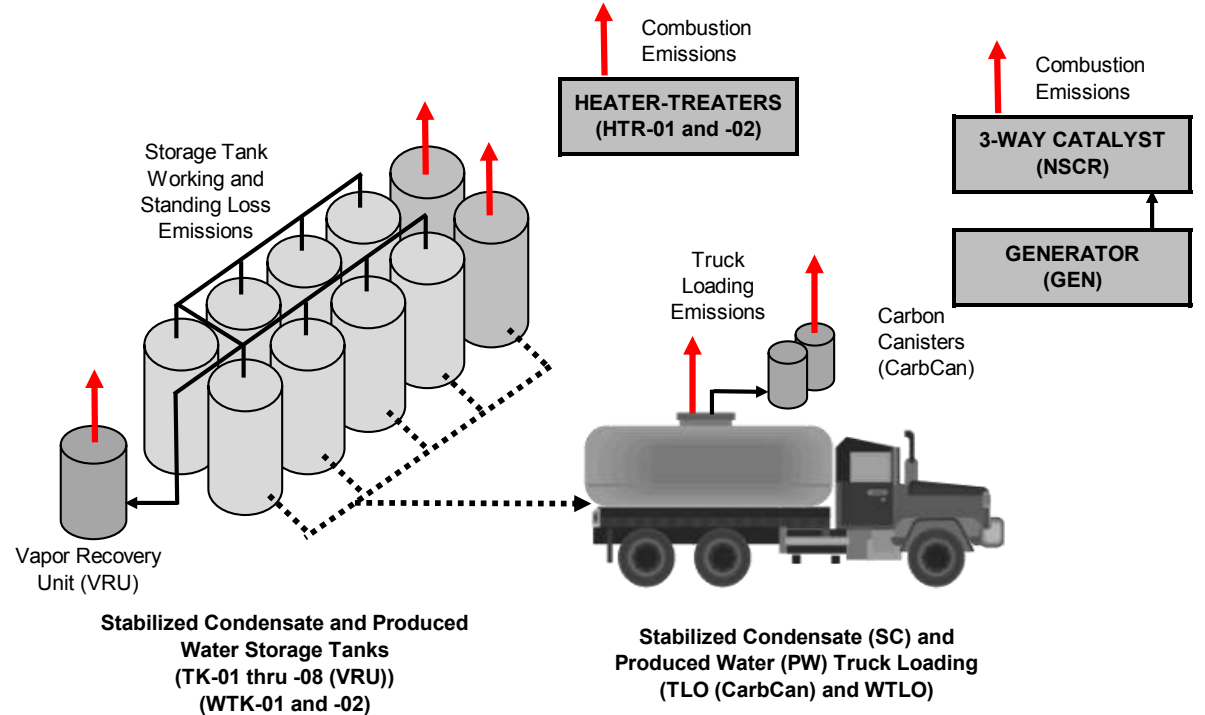 Combustion
Emissions
HEATER-TREATERS
(HTR-01 and -02)
Combustion
Emissions
3-WAY CATALYST
(NSCR)
GENERATOR
(GEN)
Storage Tank
Working and
Standing Loss
Emissions
Truck
Loading
Emissions
Carbon
Canisters
(CarbCan)
Vapor Recovery
Unit (VRU)
Stabilized Condensate and Produced
Water Storage Tanks
(TK-01 thru -08 (VRU))
(WTK-01 and -02)
Stabilized Condensate (SC) and
Produced Water (PW) Truck Loading
(TLO (CarbCan) and WTLO)